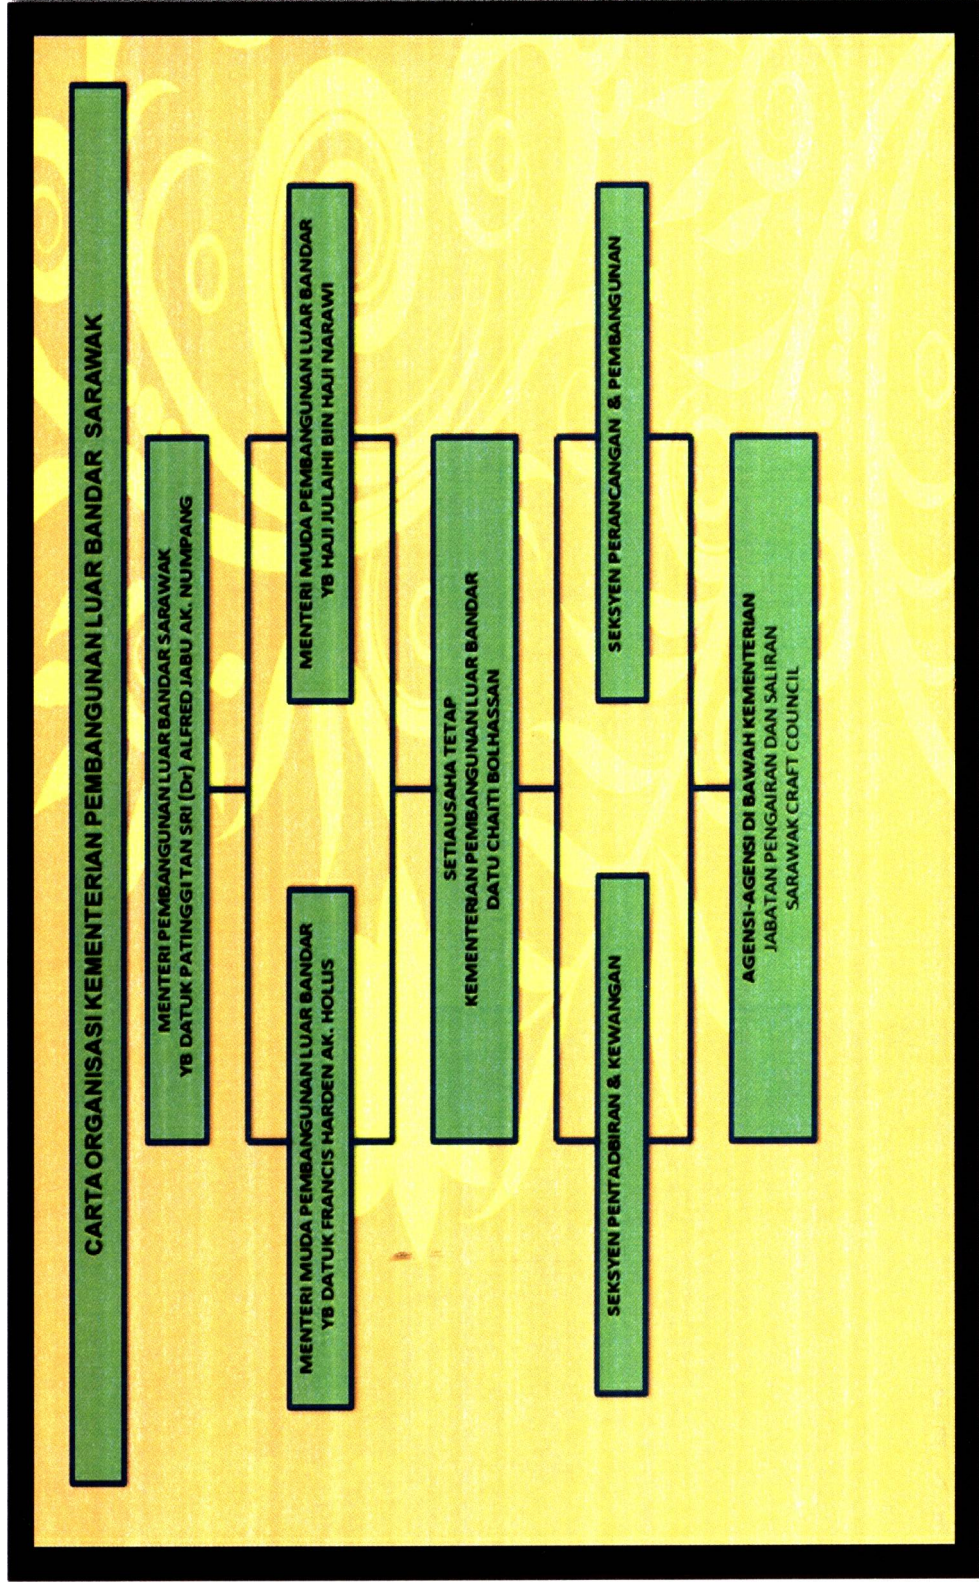 CARTA ORGANISASI KEMENTERIAN PEMBANGUNAN LUAR BANDAR SARAWAK
MENTERI PEMBANGUNAN LUAR BANDAR SARAWAK
YB DATUK PATINGGI TAN SRI (Dr) ALFRED JABU AK. NUMPANG
MENTERI MUDA PEMBANGUNAN LUAR BANDAR
YB DATUK FRANCIS HARDEN AK. HOLUS
MENTERI MUDA PEMBANGUNAN LUAR BANDAR
YB HAJI JULAIHI BIN HAJI NARAWI
SETIAUSAHA TETAP
KEMENTERIAN PEMBANGUNAN LUAR BANDAR
DATU CHAITI BOLHASSAN
SEKSYEN PENTADBIRAN & KEWANGAN
SEKSYEN PERANCANGAN & PEMBANGUNAN
AGENSI-AGENSI DI BAWAH KEMENTERIAN
JABATAN PENGAIRAN DAN SALIRAN
SARAWAK CRAFT COUNCIL